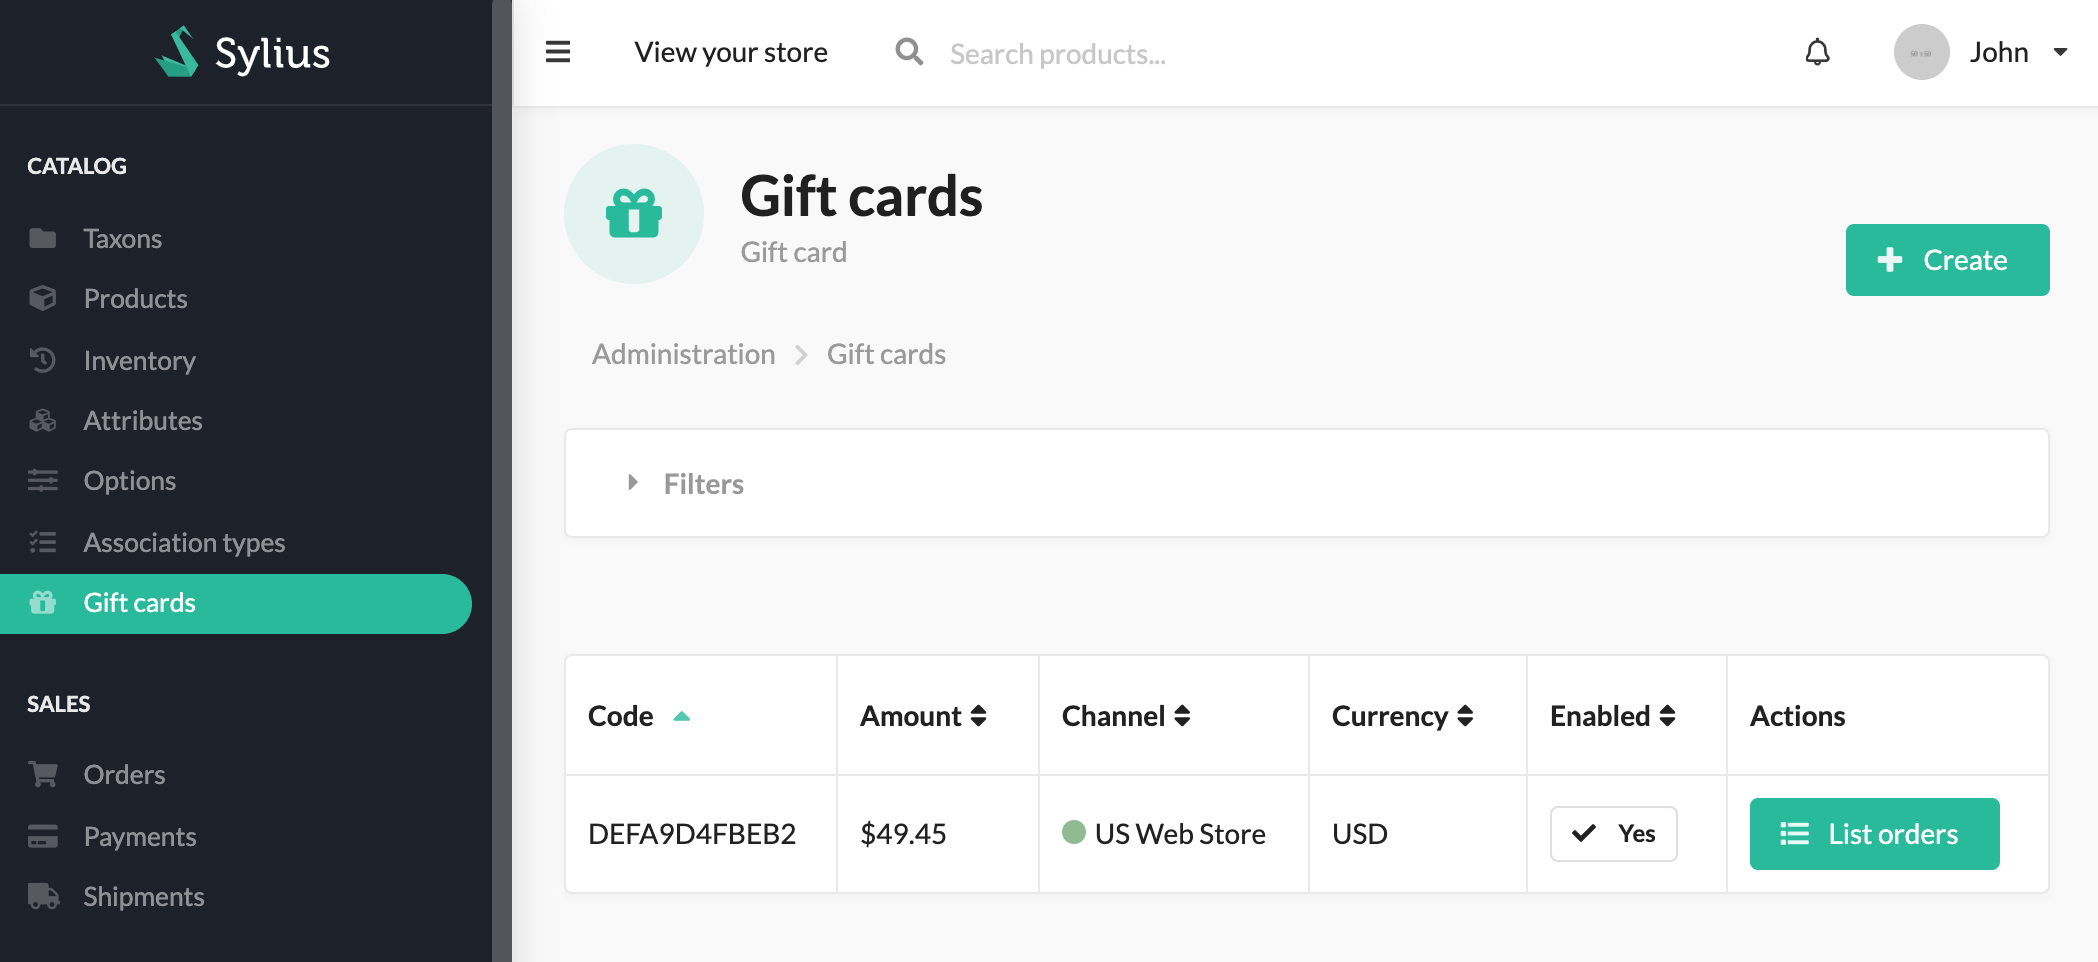 Sylius
View your store
Search products...
John
CATALOG
Taxons
Products
Inventory
Attributes
Options
Association types
Gift cards
SALES
Orders
Payments
Shipments
Gift cards
Gift card
Create
Administration
Gift cards
Filters
Code Amount Channel Currency Enabled Actions
DEFA9D4FBEB2 $49.45 US Web Store USD Yes List orders